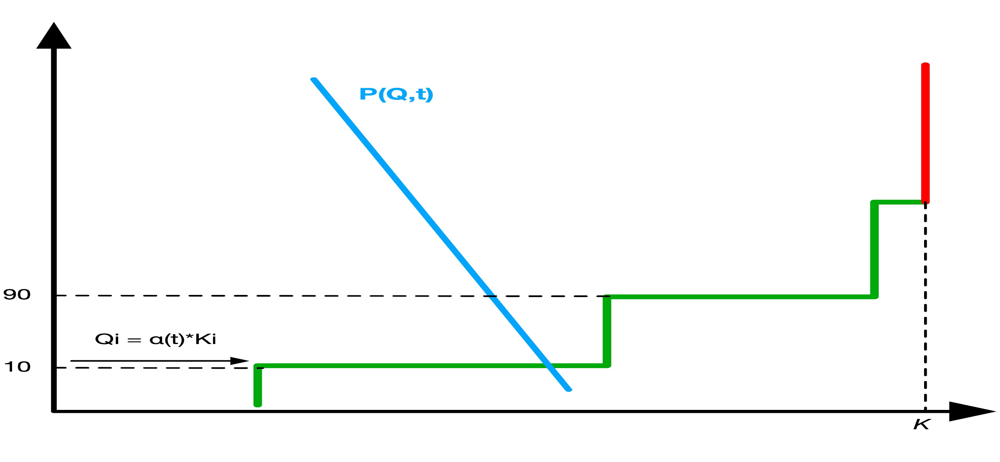 P(Q,t)
90
Qi = a(t)*Ki
10
K